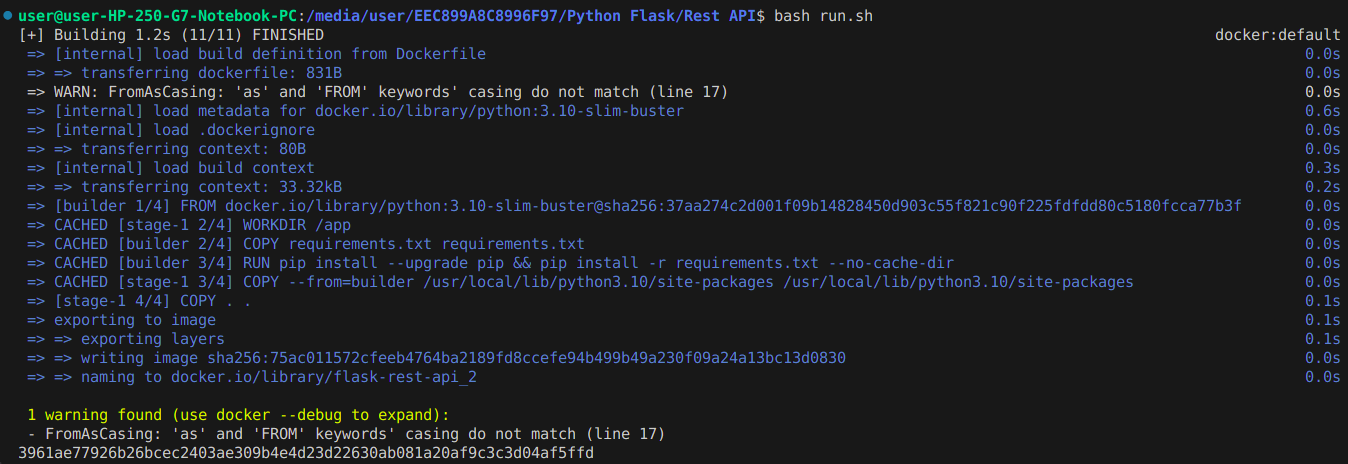 user@user-HP-250-G7-Notebook-PC:/media/user/EEC899A8C8996F97/Python Flask/Rest API$ bash run.sh
[+] Building 1.2s (11/11) FINISHED docker:default
=> [internal] load build definition from Dockerfile 0.0s
=> => transferring dockerfile: 831B 0.0s
=> WARN: FromAsCasing: 'as' and 'FROM' keywords' casing do not match (line 17) 0.0s
=> [internal] load metadata for docker.io/library/python:3.10-slim-buster 0.6s
=> [internal] load .dockerignore 0.0s
=> => transferring context: 80B 0.0s
=> [internal] load build context 0.3s
=> => transferring context: 33.32kB 0.2s
=> [builder 1/4] FROM docker.io/library/python:3.10-slim-buster@sha256:37aa274c2d001f09b14828450d903c55f821c90f225fdfdd80c5180fcca77b3f 0.0s
=> CACHED [stage-1 2/4] WORKDIR /app 0.0s
=> CACHED [builder 2/4] COPY requirements.txt requirements.txt 0.0s
=> CACHED [builder 3/4] RUN pip install --upgrade pip && pip install -r requirements.txt --no-cache-dir 0.0s
=> CACHED [stage-1 3/4] COPY --from=builder /usr/local/lib/python3.10/site-packages /usr/local/lib/python3.10/site-packages 0.0s
=> [stage-1 4/4] COPY . . 0.1s
=> exporting to image 0.1s
=> => exporting layers 0.1s
=> => writing image sha256:75ac011572cfeeb4764ba2189fd8ccefe94b499b49a230f09a24a13bc13d0830 0.0s
=> => naming to docker.io/library/flask-rest-api_2 0.0s
1 warning found (use docker --debug to expand):
- FromAsCasing: 'as' and 'FROM' keywords' casing do not match (line 17)
3961ae77926b26bcec2403ae309b4e4d23d22630ab081a20af9c3c3d04af5ffd